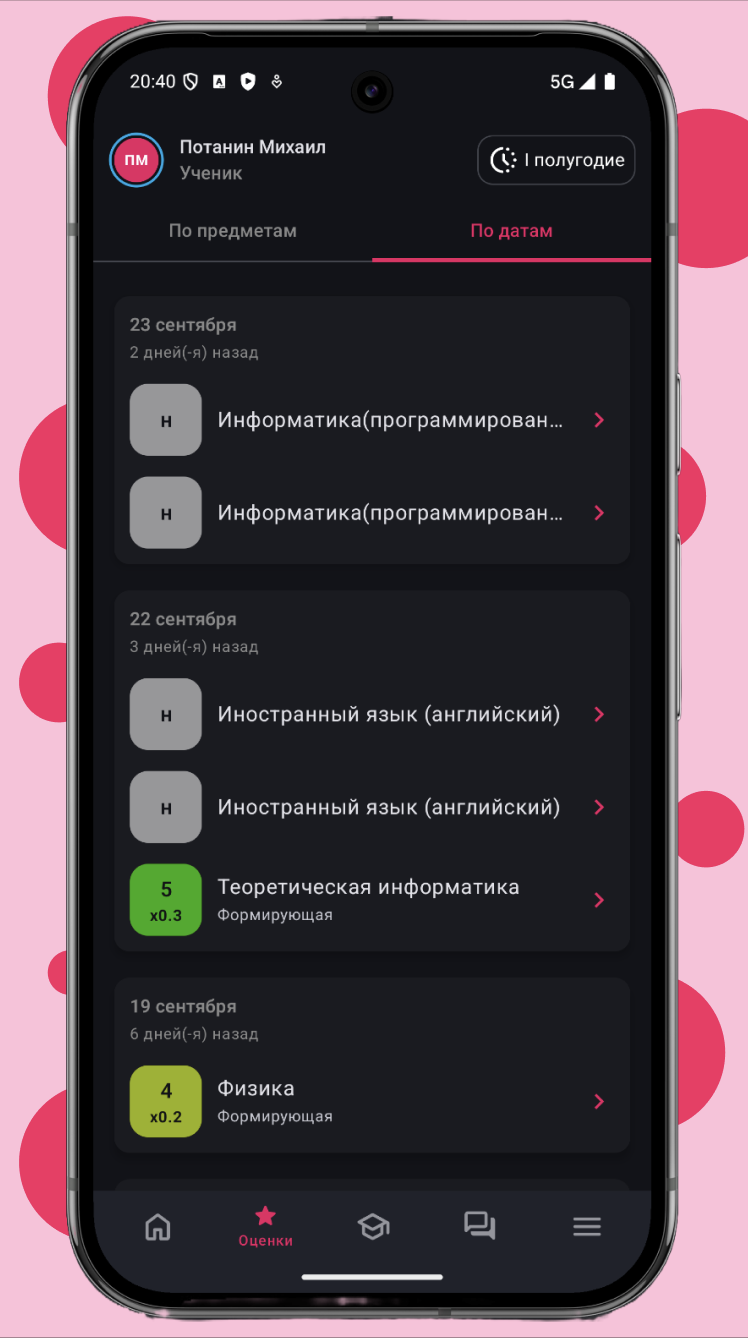 20:40
5G
ПМ
Потанин Михаил
Ученик
I полугодие
По предметам
По датам
23 сентября
2 дней(-я) назад
н
Информатика(программирован...
н
Информатика(программирован...
22 сентября
3 дней(-я) назад
н
Иностранный язык (английский)
н
Иностранный язык (английский)
5
x0.3
Теоретическая информатика
Формирующая
19 сентября
6 дней(-я) назад
4
x0.2
Физика
Формирующая
Оценки